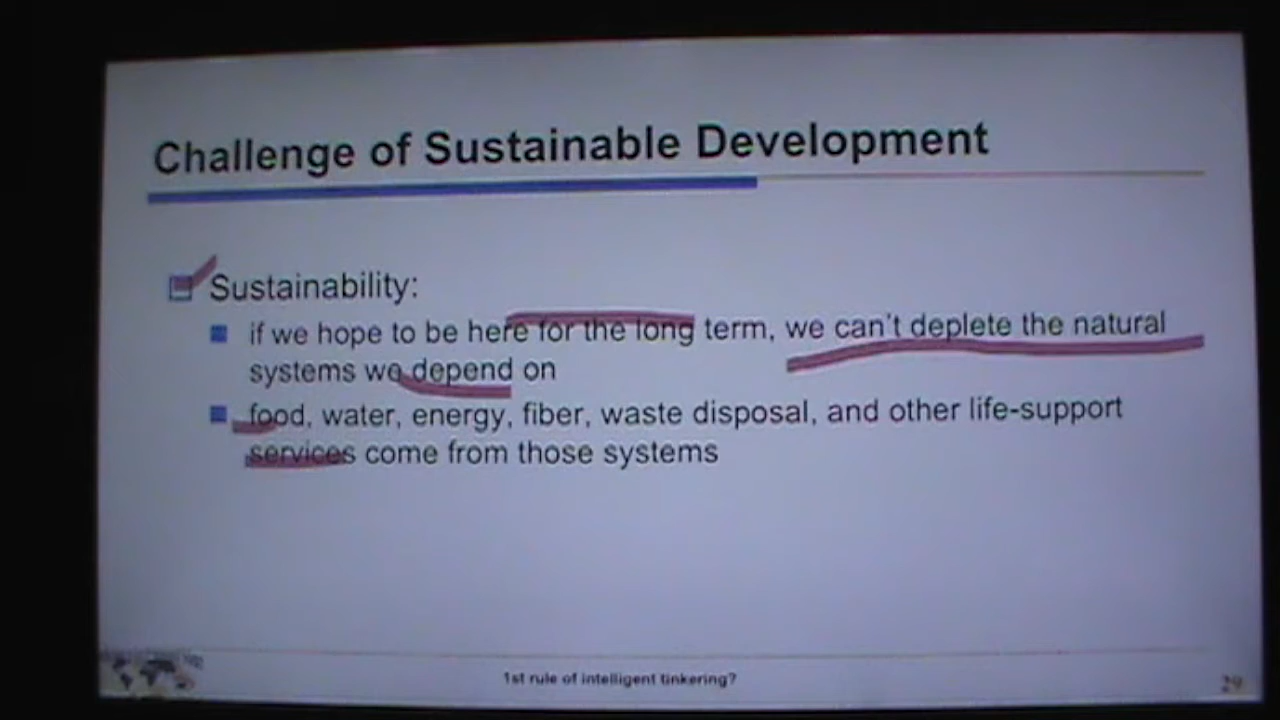 Challenge of Sustainable Development
Sustainability:
if we hope to be here for the long term, we can't deplete the natural
systems we depend on
food, water, energy, fiber, waste disposal, and other life-support
services come from those systems
1st rule of intelligent tinkering?
29